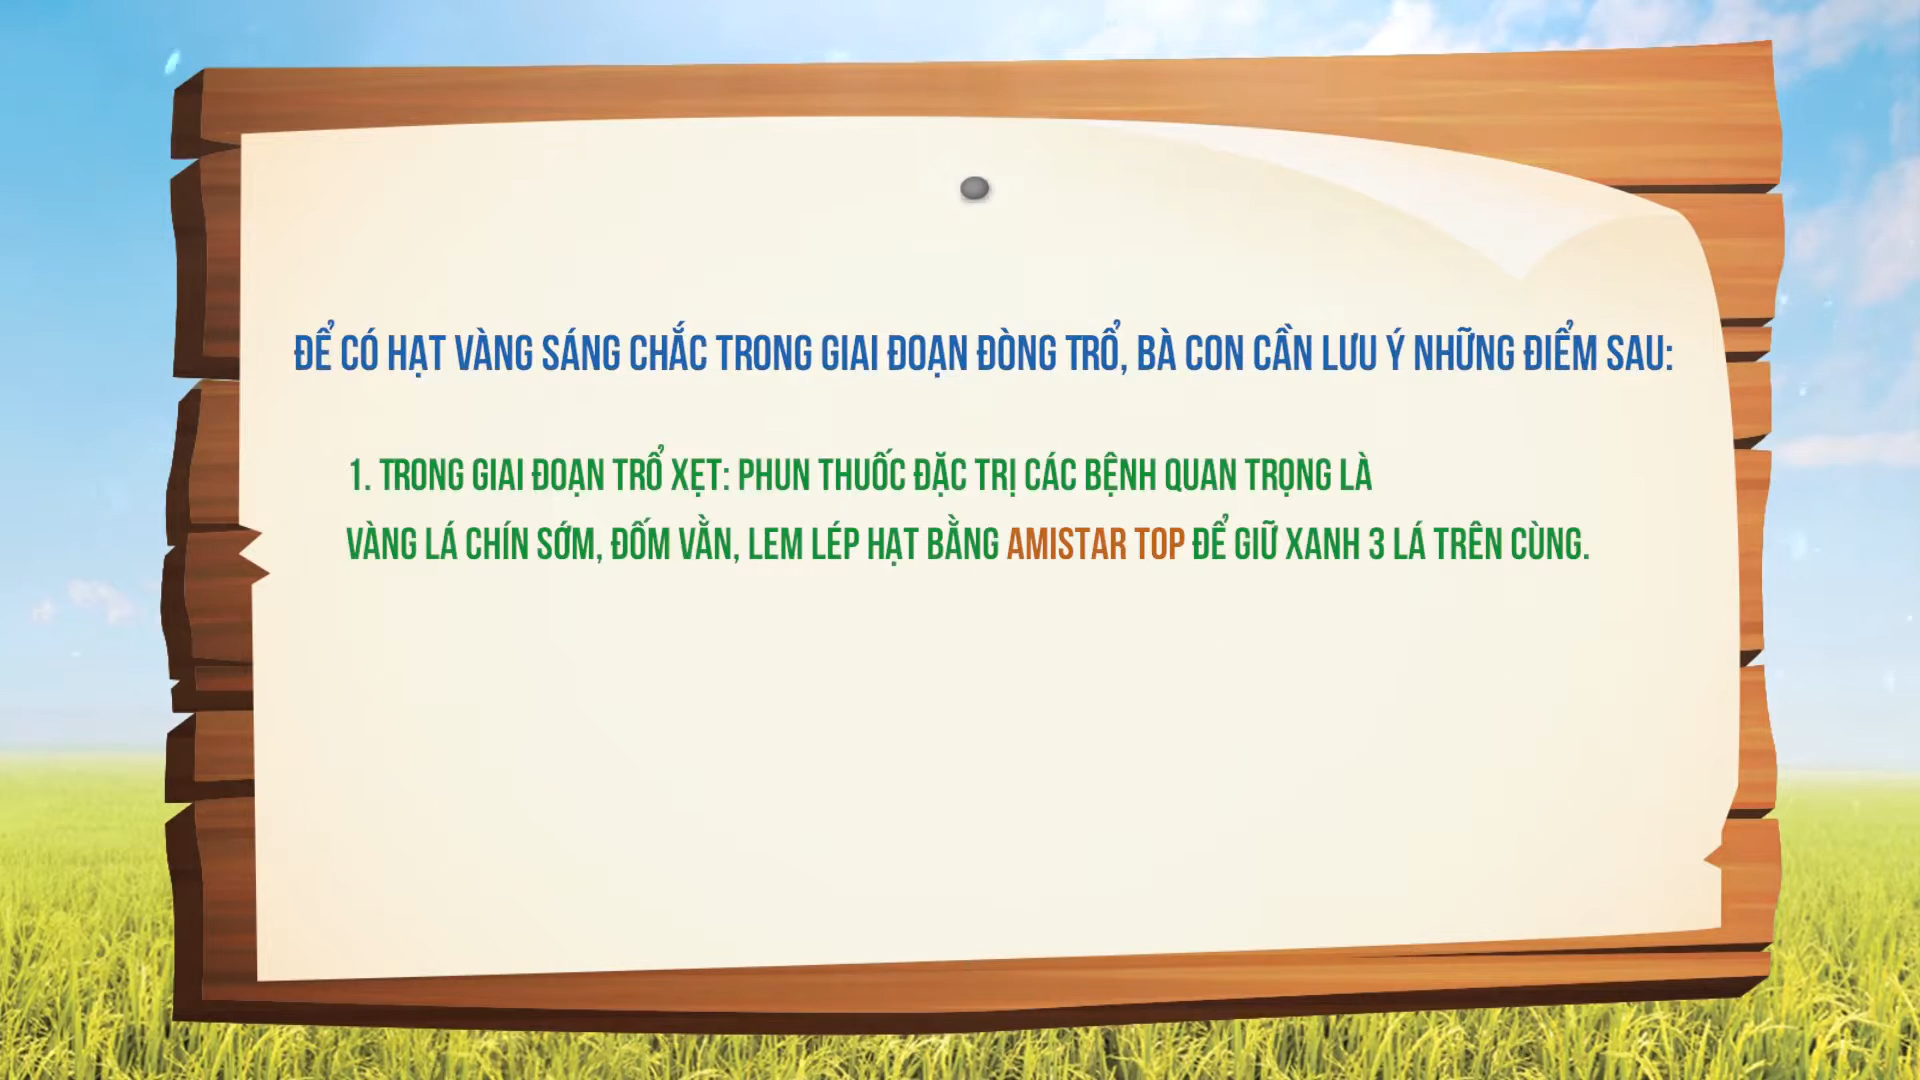 ĐỂ CÓ HẠT VÀNG SÁNG CHẮC TRONG GIAI ĐOẠN ĐÒNG TRỔ, BÀ CON CẦN LƯU Ý NHỮNG ĐIỂM SAU:
1. TRONG GIAI ĐOẠN TRỔ XẸT: PHUN THUỐC ĐẶC TRỊ CÁC BỆNH QUAN TRỌNG LÀ
VÀNG LÁ CHÍN SỚM, ĐỐM VẰN, LEM LÉP HẠT BẰNG AMISTAR TOP ĐỂ GIỮ XANH 3 LÁ TRÊN CÙNG.